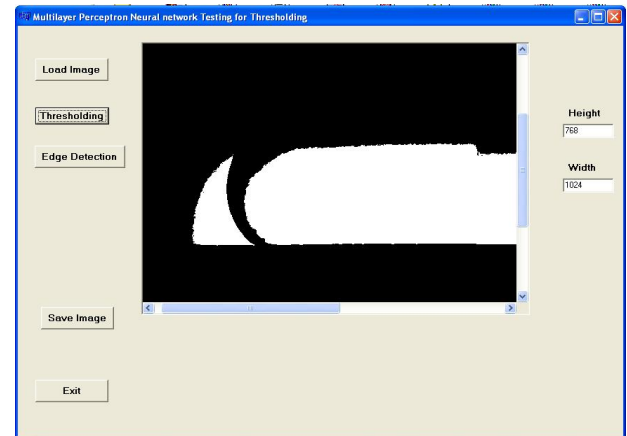 Multilayer Perceptron Neural network Testing for Thresholding
Load Image
Thresholding
Edge Detection
Save Image
Exit
Height
768
Width
1024